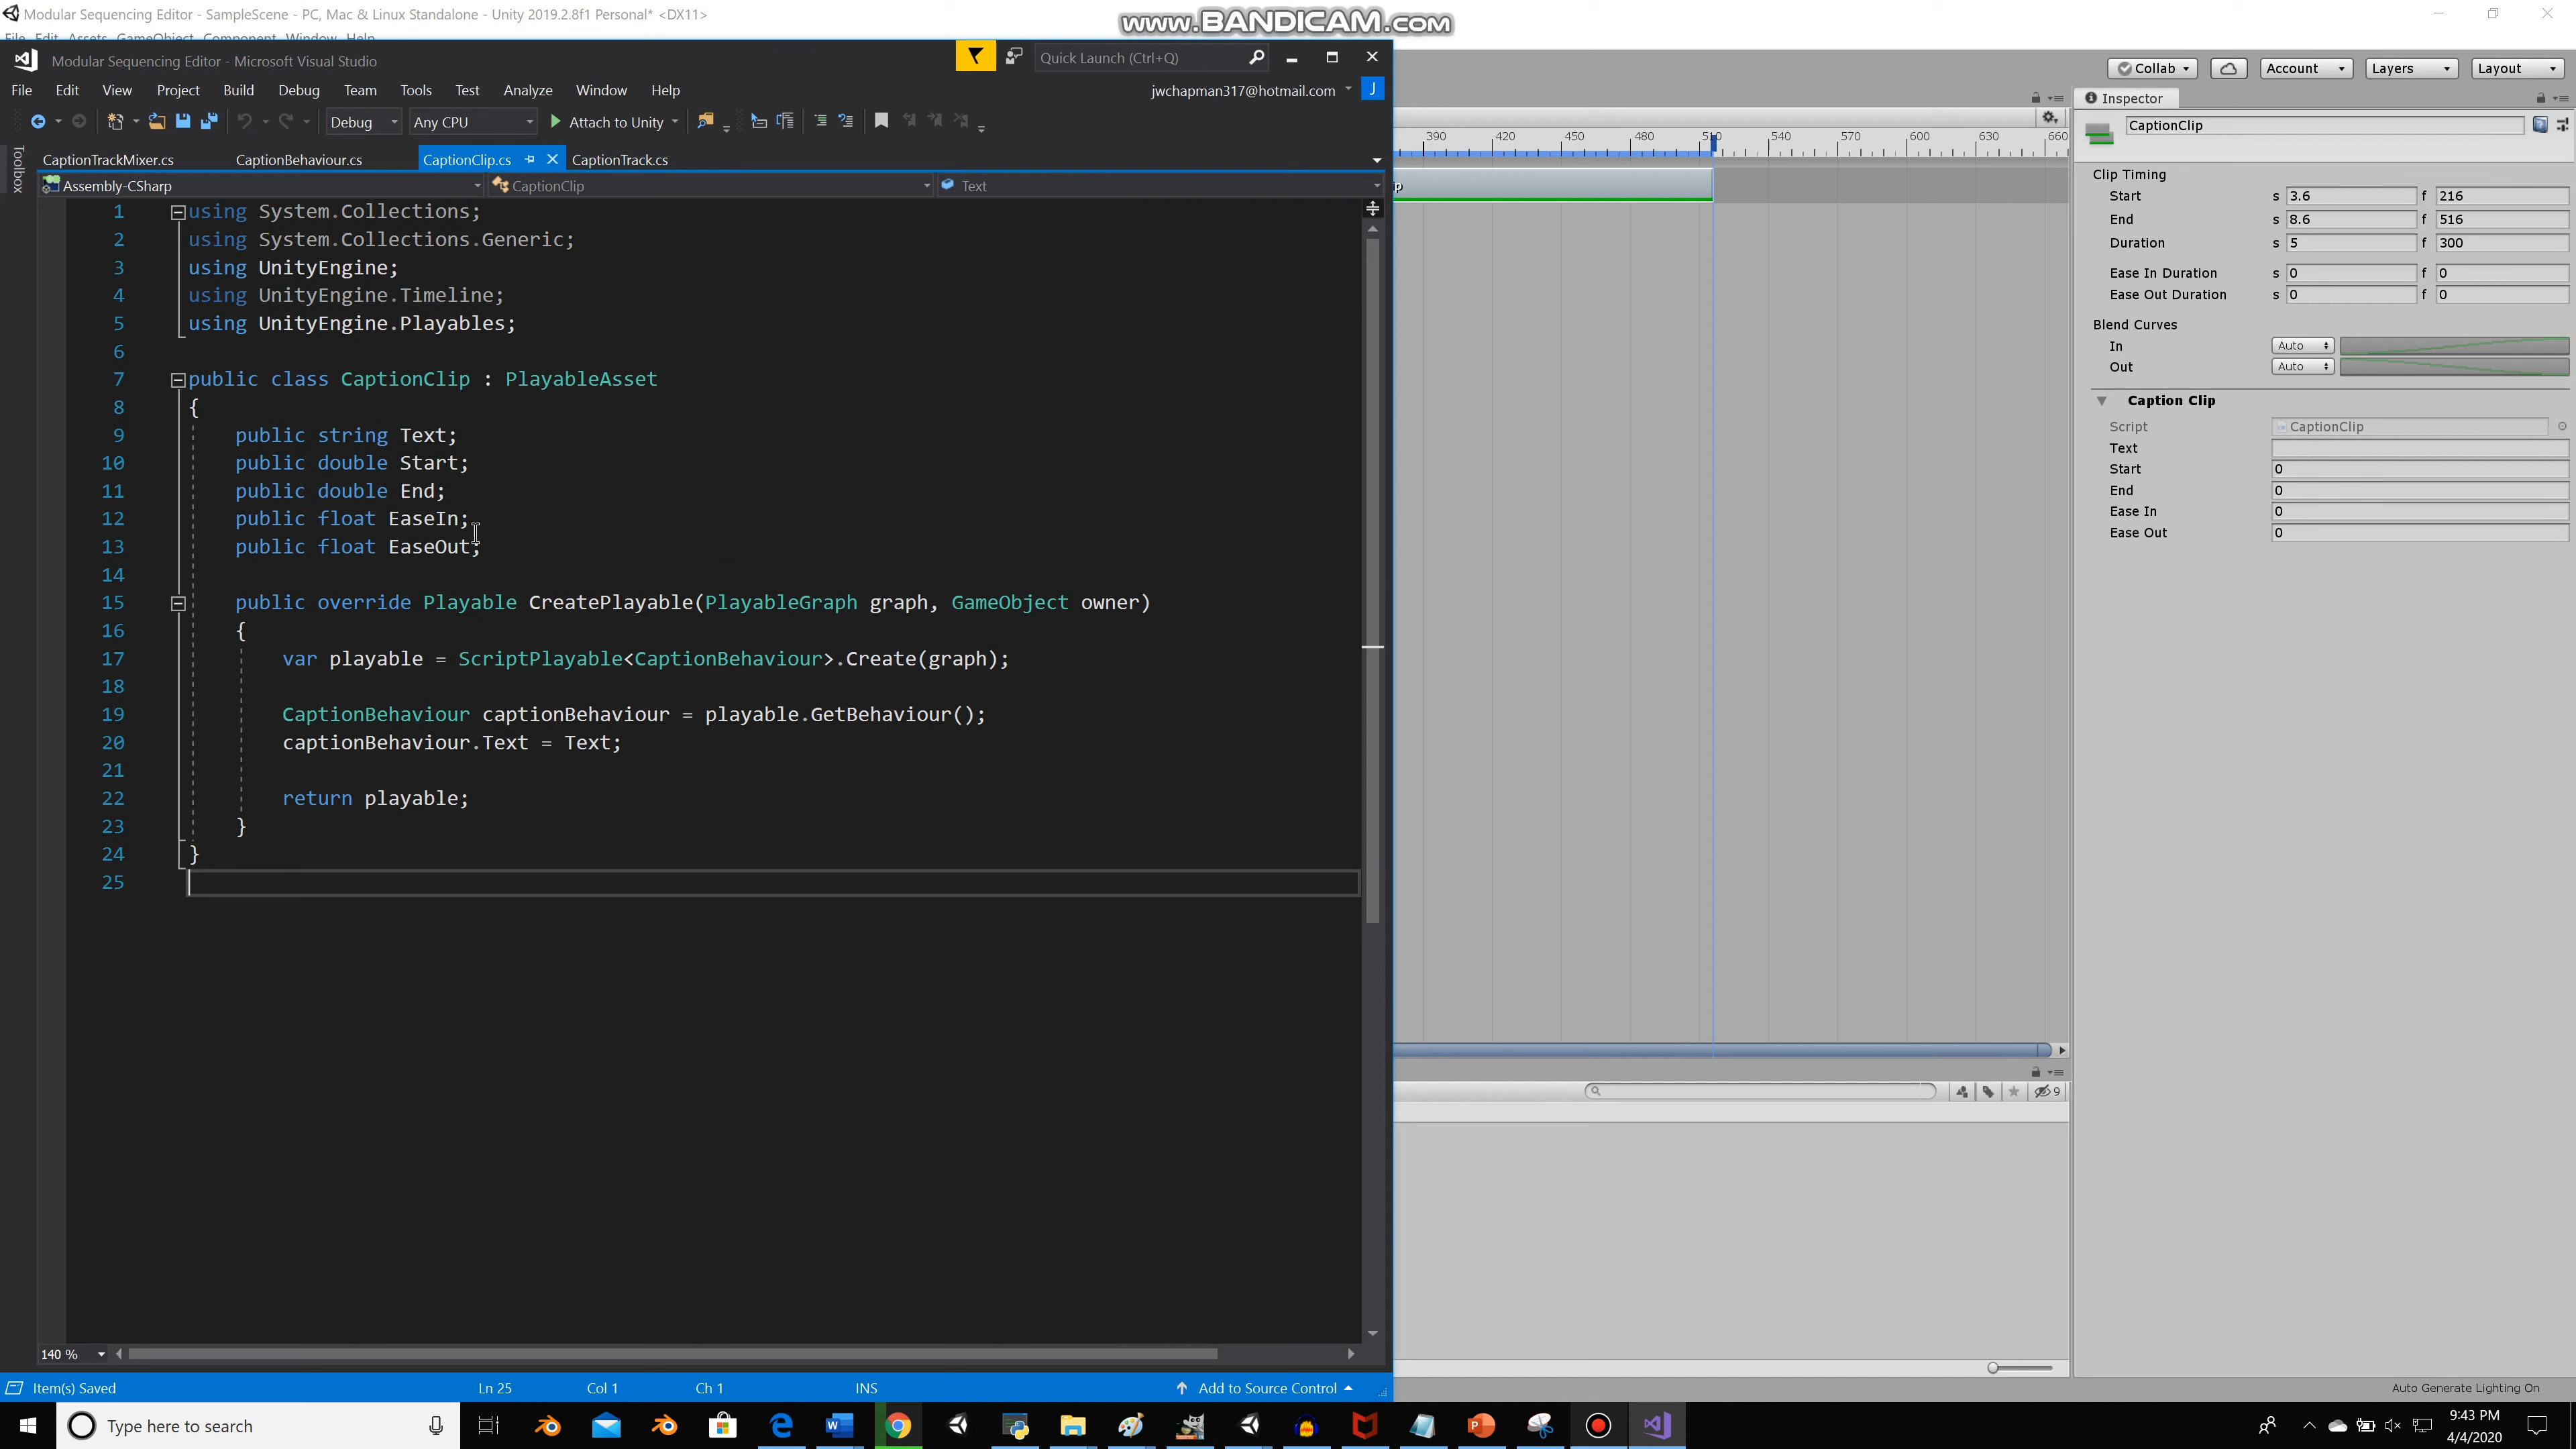 Modular Sequencing Editor - SampleScene - PC, Mac & Linux Standalone - Unity 2019.2.8f1 Personal* <DX11>
www.BANDICAM.com
File Edit Assets GameObject Component Window Help
Modular Sequencing Editor - Microsoft Visual Studio
Quick Launch (Ctrl+Q)
File Edit View Project Build Debug Team Tools Test Analyze Window Help
jwchapman317@hotmail.com J
Debug Any CPU Attach to Unity
Toolbox
CaptionTrackMixer.cs CaptionBehaviour.cs CaptionClip.cs CaptionTrack.cs
Assembly-CSharp CaptionClip Text
1 using System.Collections;
2 using System.Collections.Generic;
3 using UnityEngine;
4 using UnityEngine.Timeline;
5 using UnityEngine.Playables;
6
7 public class CaptionClip : PlayableAsset
8 {
9 public string Text;
10 public double Start;
11 public double End;
12 public float EaseIn;
13 public float EaseOut;
14
15 public override Playable CreatePlayable(PlayableGraph graph, GameObject owner)
16 {
17 var playable = ScriptPlayable<CaptionBehaviour>.Create(graph);
18
19 CaptionBehaviour captionBehaviour = playable.GetBehaviour();
20 captionBehaviour.Text = Text;
21
22 return playable;
23 }
24 }
25
140 %
Item(s) Saved Ln 25 Col 1 Ch 1 INS Add to Source Control
Collab Account Layers Layout
390 420 450 480 510 540 570 600 630 660
ip
9
Inspector
CaptionClip
Clip Timing
Start s 3.6 f 216
End s 8.6 f 516
Duration s 5 f 300
Ease In Duration s 0 f 0
Ease Out Duration s 0 f 0
Blend Curves
In Auto
Out Auto
Caption Clip
Script CaptionClip
Text
Start 0
End 0
Ease In 0
Ease Out 0
Auto Generate Lighting On
Type here to search
9:43 PM
4/4/2020